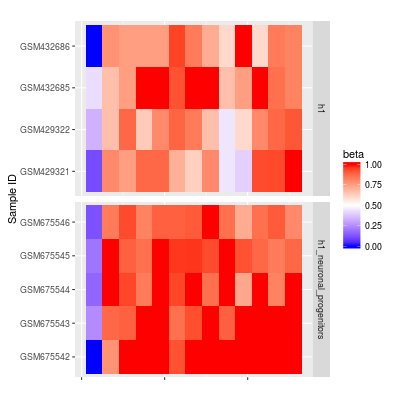 GSM432686
GSM432685
GSM429322
GSM429321
h1
GSM675546
GSM675545
GSM675544
GSM675543
GSM675542
h1_neuronal_progenitors
Sample ID
beta
1.00
0.75
0.50
0.25
0.00